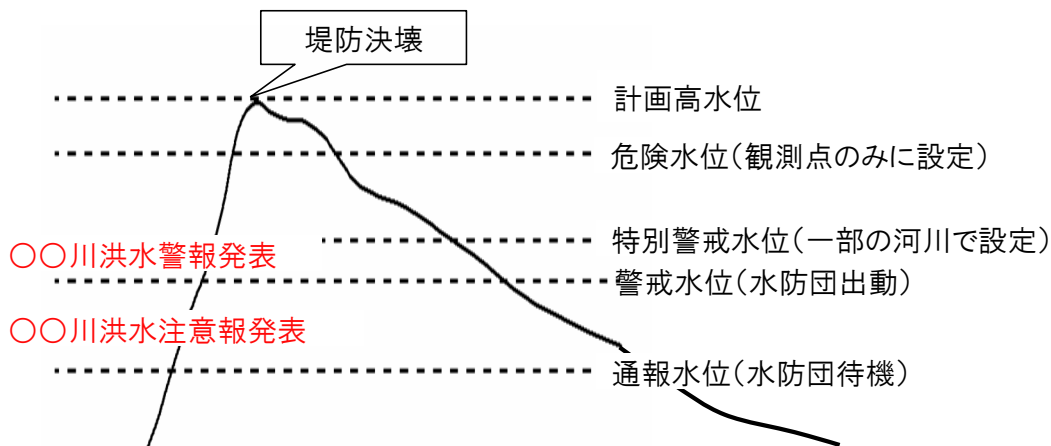 堤防決壊
計画高水位
危険水位(観測点のみに設定)
特別警戒水位(一部の河川で設定)
〇〇川洪水警報発表
警戒水位(水防団出動)
〇〇川洪水注意報発表
通報水位(水防団待機)